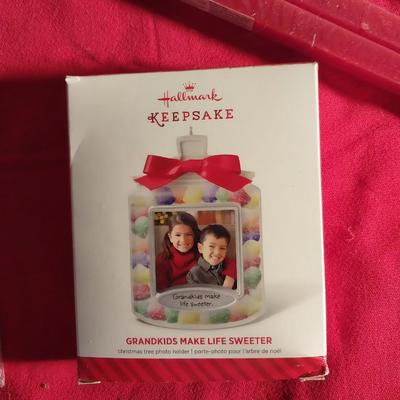 Hallmark
KEEPSAKE
Grandkids make
life sweeter.
GRANDKIDS MAKE LIFE SWEETER
christmas tree photo holder | porte-photo pour l'arbre de noël